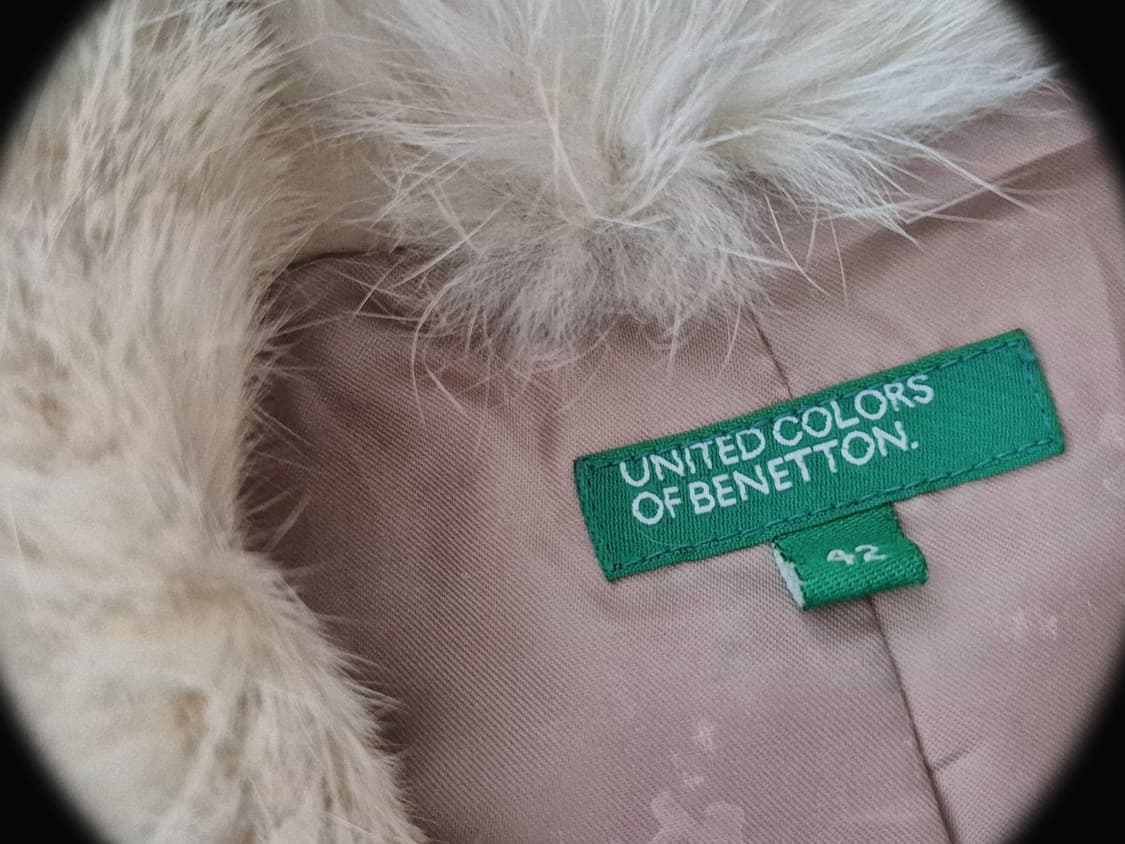 UNITED COLORS
OF BENETTON.
42